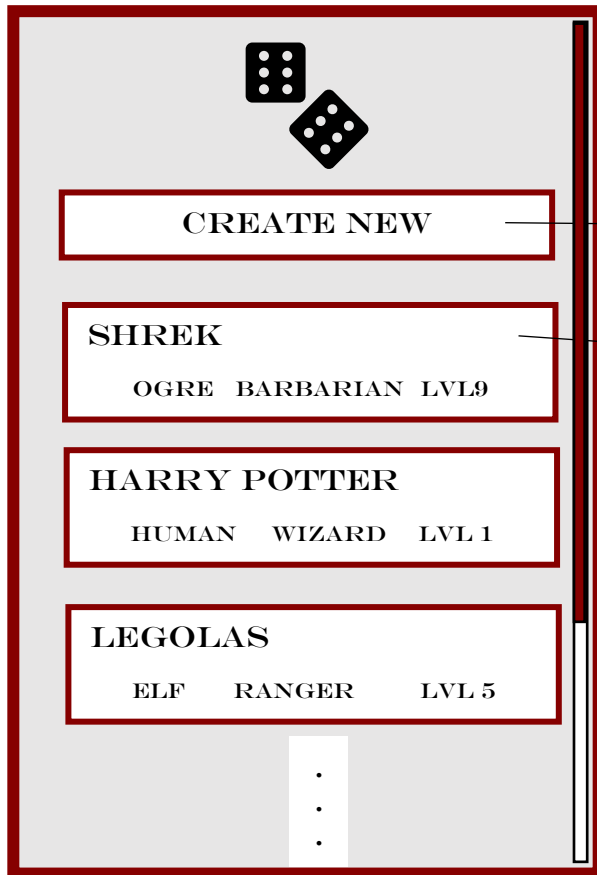 CREATE NEW
SHREK
OGRE BARBARIAN LVL9
HARRY POTTER
HUMAN WIZARD LVL 1
LEGOLAS
ELF RANGER LVL 5
.
.
.